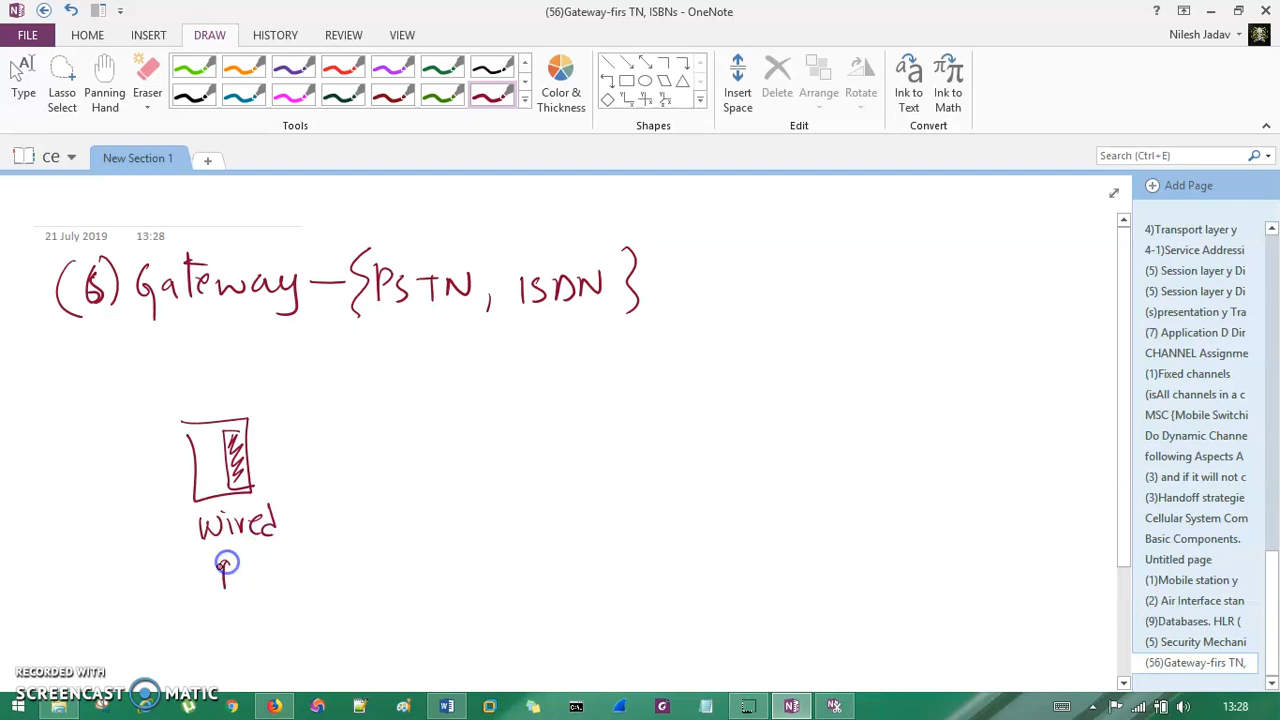 (56)Gateway-firs TN, ISBNs - OneNote
FILE HOME INSERT DRAW HISTORY REVIEW VIEW
Nilesh Jadav
Type
Lasso Select
Panning Hand
Eraser
Color & Thickness
Insert Space
Delete
Arrange
Rotate
Ink to Text
Ink to Math
Tools
Shapes
Edit
Convert
ce
New Section 1
Search (Ctrl+E)
Add Page
21 July 2019 13:28
(6) Gateway – {PSTN, ISDN}
Wired
4)Transport layer y
4-1)Service Addressi
(5) Session layer y Di
(5) Session layer y Di
(s)presentation y Tra
(7) Application D Dir
CHANNEL Assignme
(1)Fixed channels
(isAll channels in a c
MSC {Mobile Switchi
Do Dynamic Channe
following Aspects A
(3) and if it will not c
(3)Handoff strategie
Cellular System Com
Basic Components.
Untitled page
(1)Mobile station y
(2) Air Interface stan
(9)Databases. HLR (
(5) Security Mechani
(56)Gateway-firs TN,
RECORDED WITH
SCREENCAST MATIC
13:28